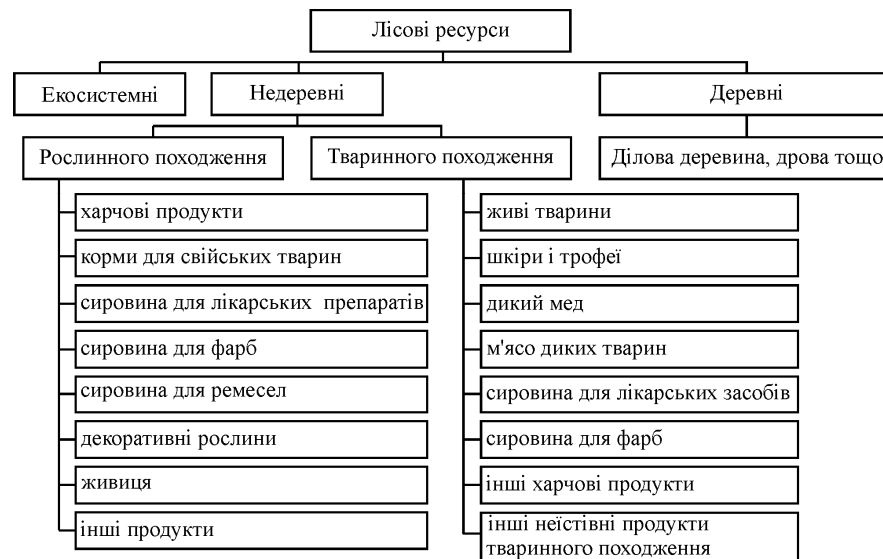 Лісові ресурси
Екосистемні
Недеревні
Деревні
Рослинного походження
Тваринного походження
Ділова деревина, дрова тощо
харчові продукти
корми для свійських тварин
сировина для лікарських препаратів
сировина для фарб
сировина для ремесел
декоративні рослини
живиця
інші продукти
живі тварини
шкіри і трофеї
дикий мед
м'ясо диких тварин
сировина для лікарських засобів
сировина для фарб
інші харчові продукти
інші неїстівні продукти
тваринного походження